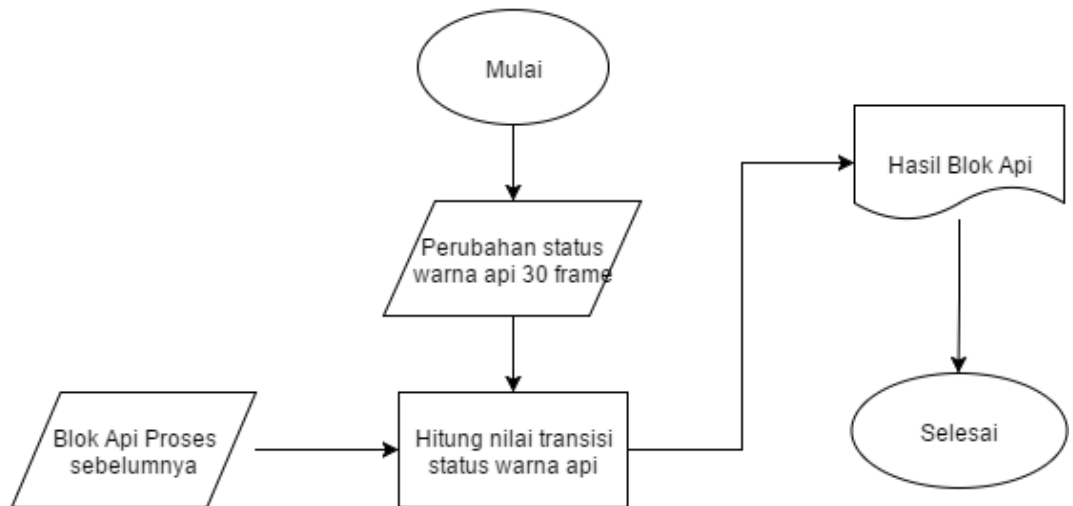 Mulai
Perubahan status
warna api 30 frame
Blok Api Proses
sebelumnya
Hitung nilai transisi
status warna api
Hasil Blok Api
Selesai